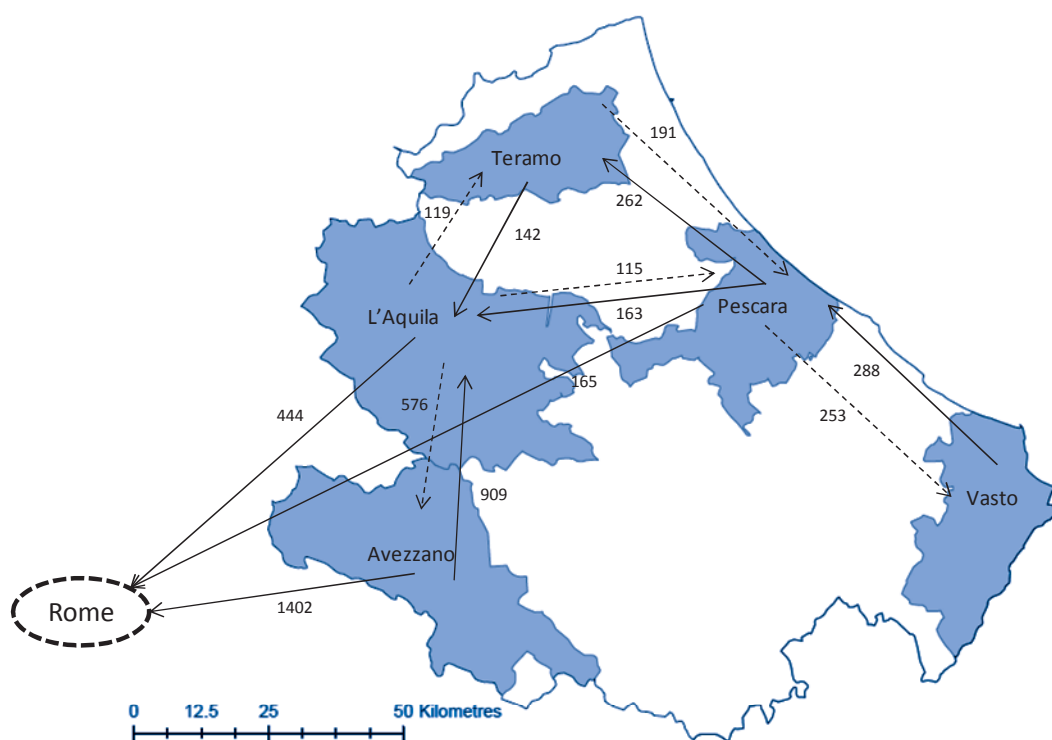 191
Teramo
262
119
142
115
L'Aquila
163
Pescara
165
288
444
576
253
909
Vasto
Avezzano
Rome
1402
0 12.5 25 50 Kilometres